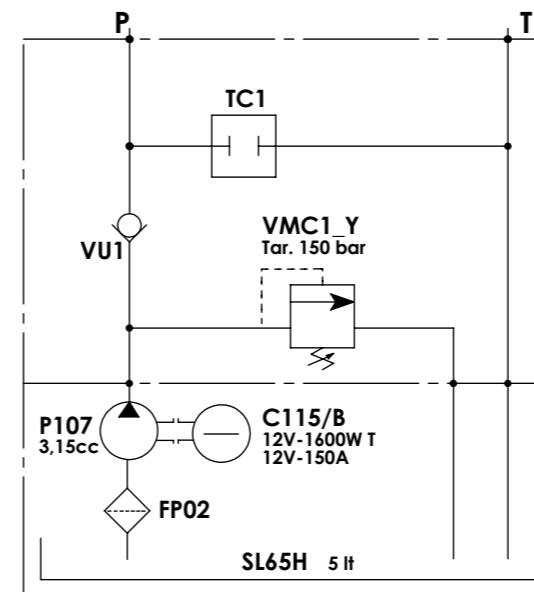 P
T
TC1
VU1
VMC1_Y
Tar. 150 bar
P107
3,15cc
C115/B
12V-1600W T
12V-150A
FP02
SL65H 5 lt